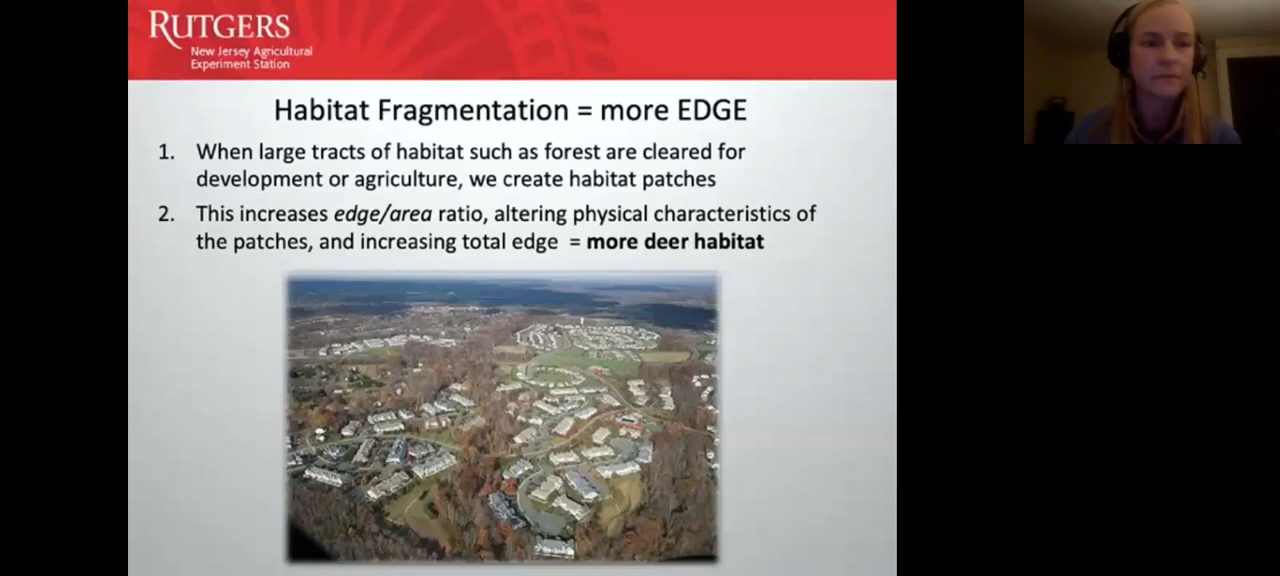 RUTGERS
New Jersey Agricultural
Experiment Station
Habitat Fragmentation = more EDGE
1. When large tracts of habitat such as forest are cleared for
development or agriculture, we create habitat patches
2. This increases edge/area ratio, altering physical characteristics of
the patches, and increasing total edge = more deer habitat